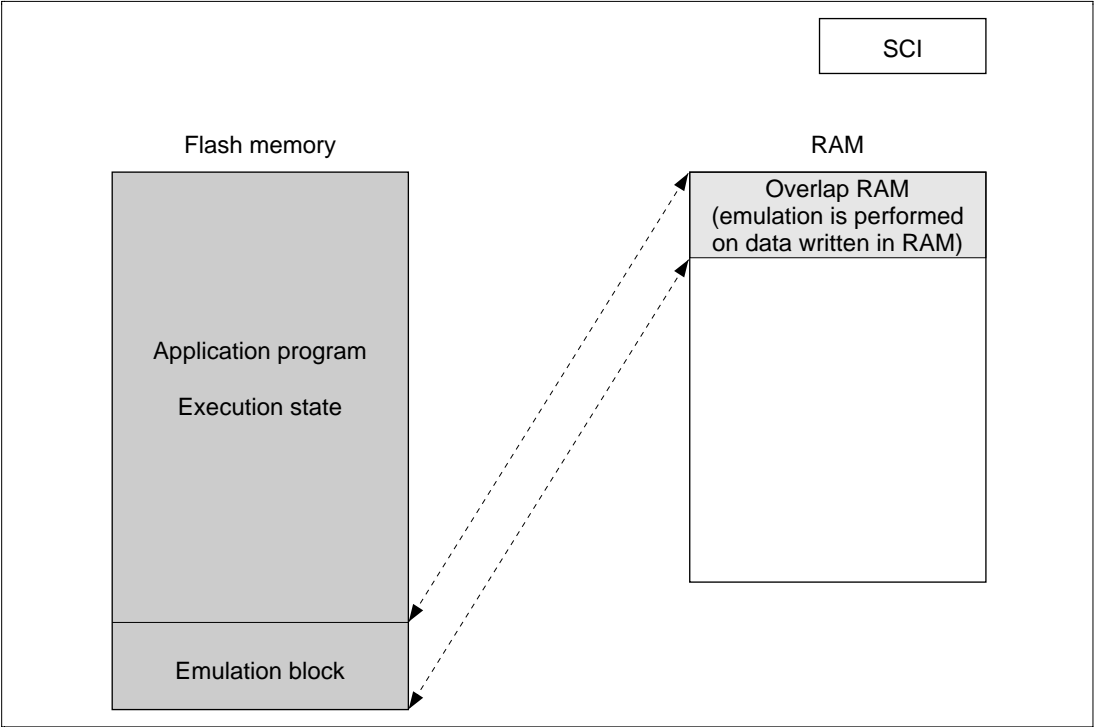 SCI
Flash memory
RAM
Overlap RAM
(emulation is performed
on data written in RAM)
Application program
Execution state
Emulation block